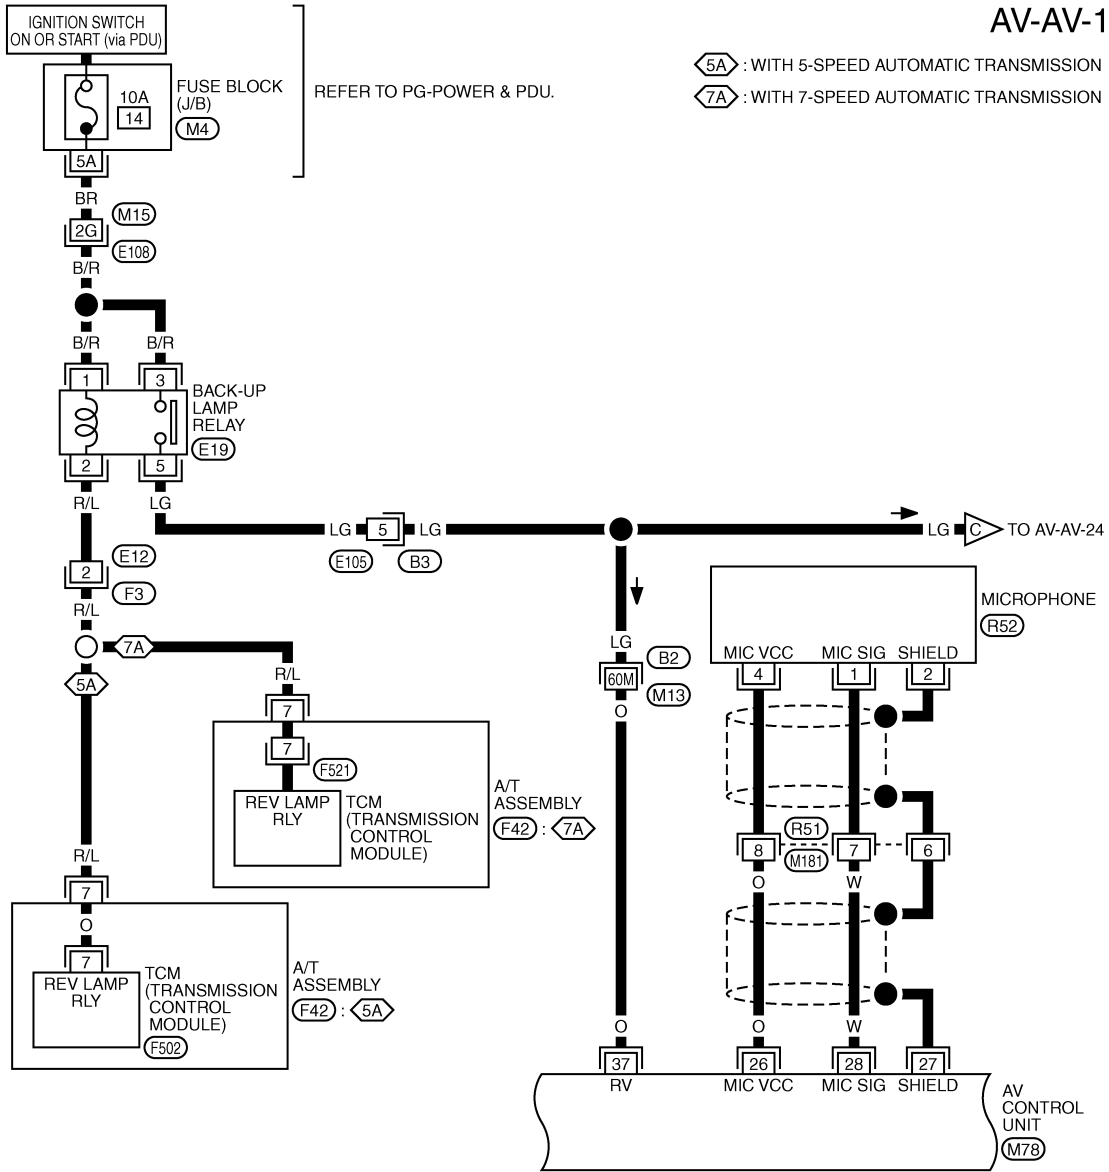 AV-AV-1
IGNITION SWITCH
ON OR START (via PDU)
5A : WITH 5-SPEED AUTOMATIC TRANSMISSION
7A : WITH 7-SPEED AUTOMATIC TRANSMISSION
10A
14
FUSE BLOCK
(J/B)
M4
REFER TO PG-POWER & PDU.
5A
BR
M15
2G
E108
B/R
B/R
B/R
1
3
BACK-UP
LAMP
RELAY
E19
2
5
R/L
LG
LG
5
LG
LG
C
TO AV-AV-24
E105
B3
E12
2
F3
R/L
7A
5A
R/L
7
7
F521
REV LAMP
RLY
TCM
(TRANSMISSION
CONTROL
MODULE)
A/T
ASSEMBLY
F42 : 7A
LG
B2
60M
M13
O
MICROPHONE
R52
MIC VCC
MIC SIG
SHIELD
4
1
2
R51
8
7
6
M181
O
W
R/L
7
O
7
REV LAMP
RLY
TCM
(TRANSMISSION
CONTROL
MODULE)
F502
A/T
ASSEMBLY
F42 : 5A
O
O
W
37
26
28
27
RV
MIC VCC
MIC SIG
SHIELD
AV
CONTROL
UNIT
M78